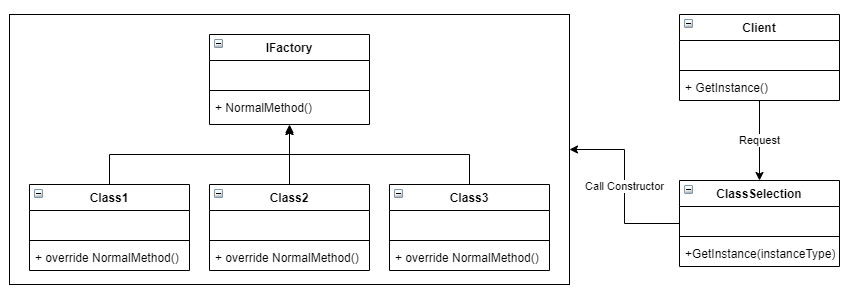 IFactory
+ NormalMethod()
Class1
+ override NormalMethod()
Class2
+ override NormalMethod()
Class3
+ override NormalMethod()
Client
+ GetInstance()
Request
Call Constructor
ClassSelection
+GetInstance(instanceType)